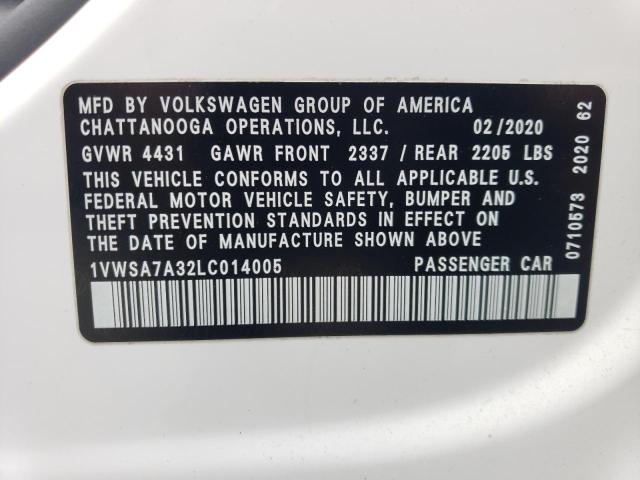 MFD BY VOLKSWAGEN GROUP OF AMERICA
CHATTANOOGA OPERATIONS, LLC. 02/2020
GVWR 4431 GAWR FRONT 2337 / REAR 2205 LBS
THIS VEHICLE CONFORMS TO ALL APPLICABLE U.S.
FEDERAL MOTOR VEHICLE SAFETY, BUMPER AND
THEFT PREVENTION STANDARDS IN EFFECT ON
THE DATE OF MANUFACTURE SHOWN ABOVE
1VWSA7A32LC014005 PASSENGER CAR
0710573 2020 62